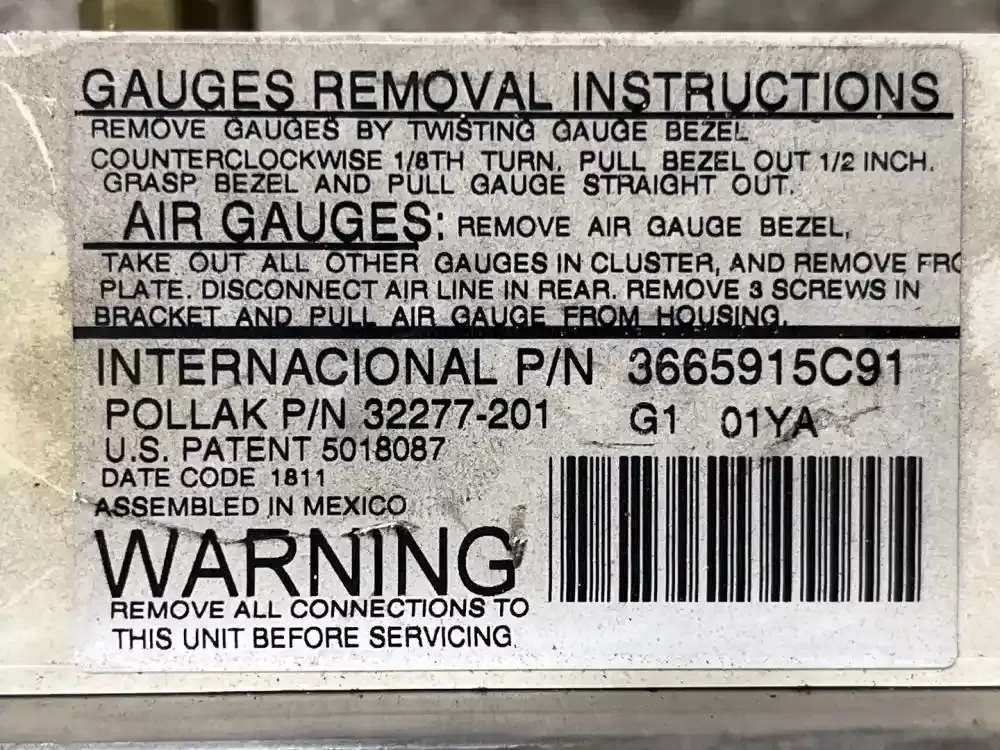 GAUGES REMOVAL INSTRUCTIONS
REMOVE GAUGES BY TWISTING GAUGE BEZEL
COUNTERCLOCKWISE 1/8TH TURN. PULL BEZEL OUT 1/2 INCH.
GRASP BEZEL AND PULL GAUGE STRAIGHT OUT.
AIR GAUGES: REMOVE AIR GAUGE BEZEL,
TAKE OUT ALL OTHER GAUGES IN CLUSTER, AND REMOVE FRO
PLATE. DISCONNECT AIR LINE IN REAR. REMOVE 3 SCREWS IN
BRACKET AND PULL AIR GAUGE FROM HOUSING.
INTERNACIONAL P/N 3665915C91
POLLAK P/N 32277-201 G1 01YA
U.S. PATENT 5018087
DATE CODE 1811
ASSEMBLED IN MEXICO
WARNING
REMOVE ALL CONNECTIONS TO
THIS UNIT BEFORE SERVICING.